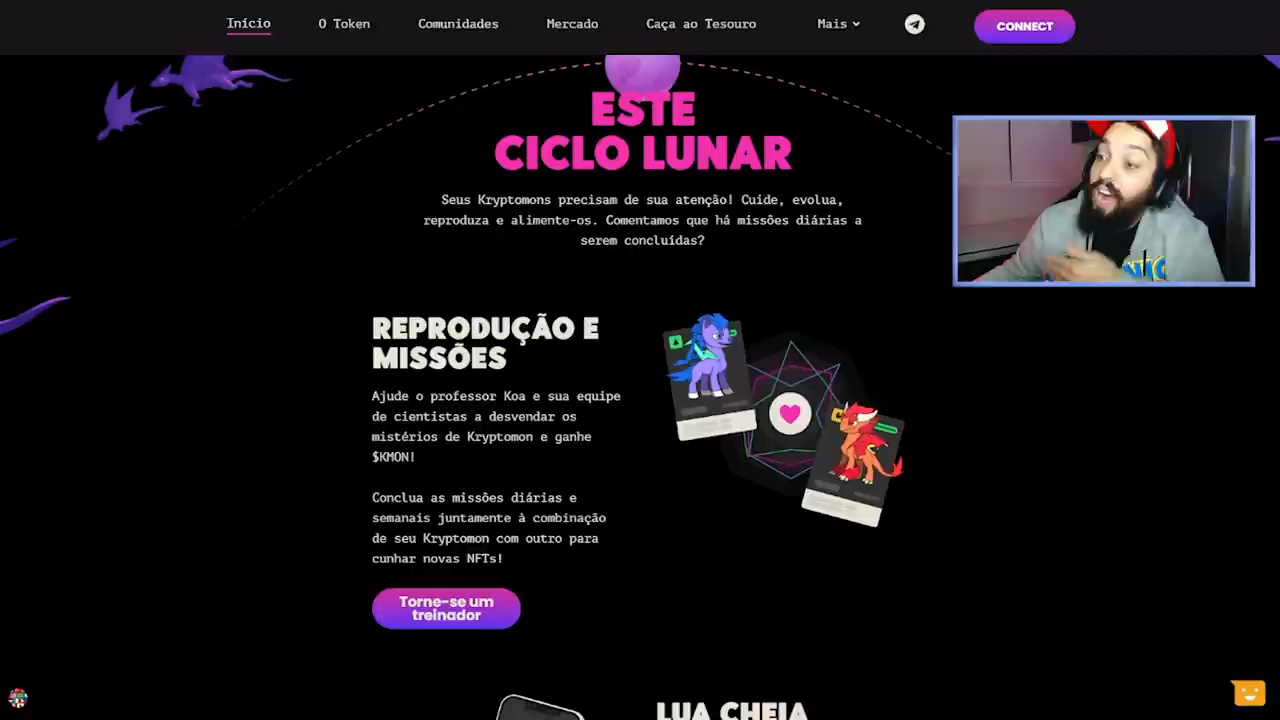 Início
O Token
Comunidades
Mercado
Caça ao Tesouro
Mais
CONNECT
ESTE
CICLO LUNAR
Seus Kryptomons precisam de sua atenção! Cuide, evolua,
reproduza e alimente-os. Comentamos que há missões diárias a
serem concluídas?
REPRODUÇÃO E
MISSÕES
Ajude o professor Koa e sua equipe
de cientistas a desvendar os
mistérios de Kryptomon e ganhe
$KMON!
Conclua as missões diárias e
semanais juntamente à combinação
de seu Kryptomon com outro para
cunhar novas NFTs!
Torne-se um
treinador
LUA CHEIA